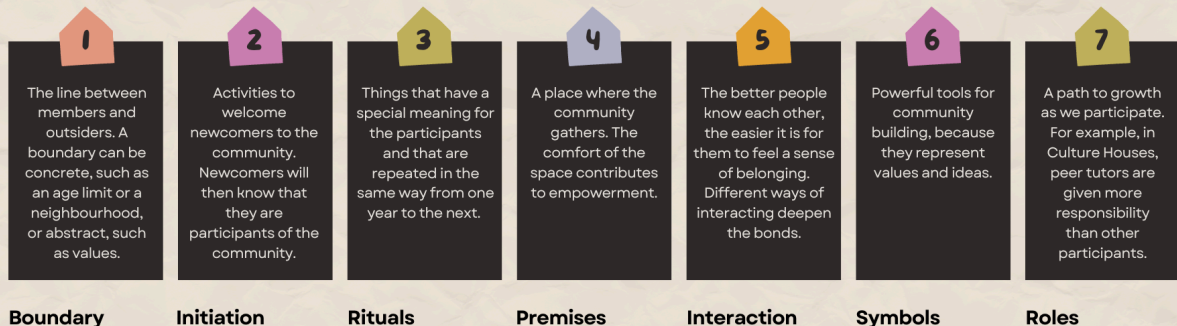 1
The line between
members and
outsiders. A
boundary can be
concrete, such as
an age limit or a
neighbourhood,
or abstract, such
as values.
Boundary
2
Activities to
welcome
newcomers to the
community.
Newcomers will
then know that
they are
participants of the
community.
Initiation
3
Things that have a
special meaning for
the participants
and that are
repeated in the
same way from one
year to the next.
Rituals
4
A place where the
community
gathers. The
comfort of the
space contributes
to empowerment.
Premises
5
The better people
know each other,
the easier it is for
them to feel a sense
of belonging.
Different ways of
interacting deepen
the bonds.
Interaction
6
Powerful tools for
community
building, because
they represent
values and ideas.
Symbols
7
A path to growth
as we participate.
For example, in
Culture Houses,
peer tutors are
given more
responsibility
than other
participants.
Roles